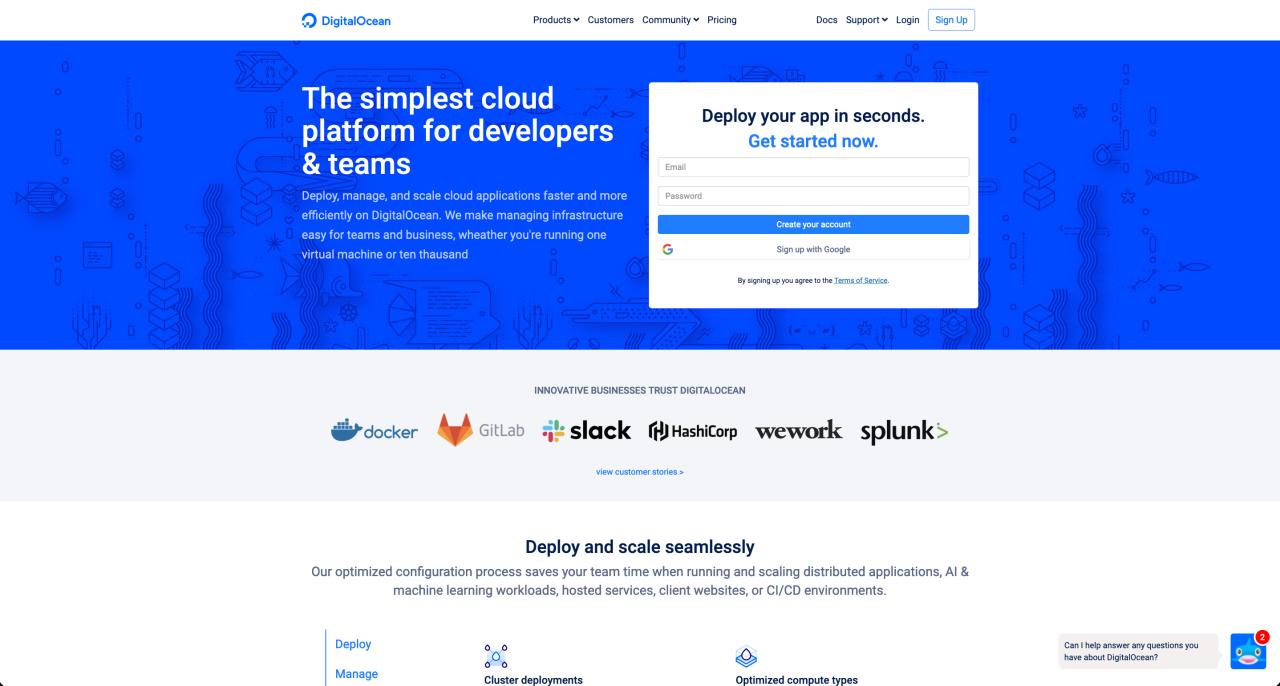 DigitalOcean
Products
Customers
Community
Pricing
Docs
Support
Login
Sign Up
The simplest cloud
platform for developers
& teams
Deploy, manage, and scale cloud applications faster and more
efficiently on DigitalOcean. We make managing infrastructure
easy for teams and business, wheather you're running one
virtual machine or ten thausand
Deploy your app in seconds.
Get started now.
Email
Password
Create your account
Sign up with Google
By signing up you agree to the Terms of Service.
INNOVATIVE BUSINESSES TRUST DIGITALOCEAN
docker
GitLab
slack
HashiCorp
wework
splunk>
view customer stories >
Deploy and scale seamlessly
Our optimized configuration process saves your team time when running and scaling distributed applications, AI &
machine learning workloads, hosted services, client websites, or CI/CD environments.
Deploy
Manage
Cluster deployments
Optimized compute types
Can I help answer any questions you
have about DigitalOcean?
2